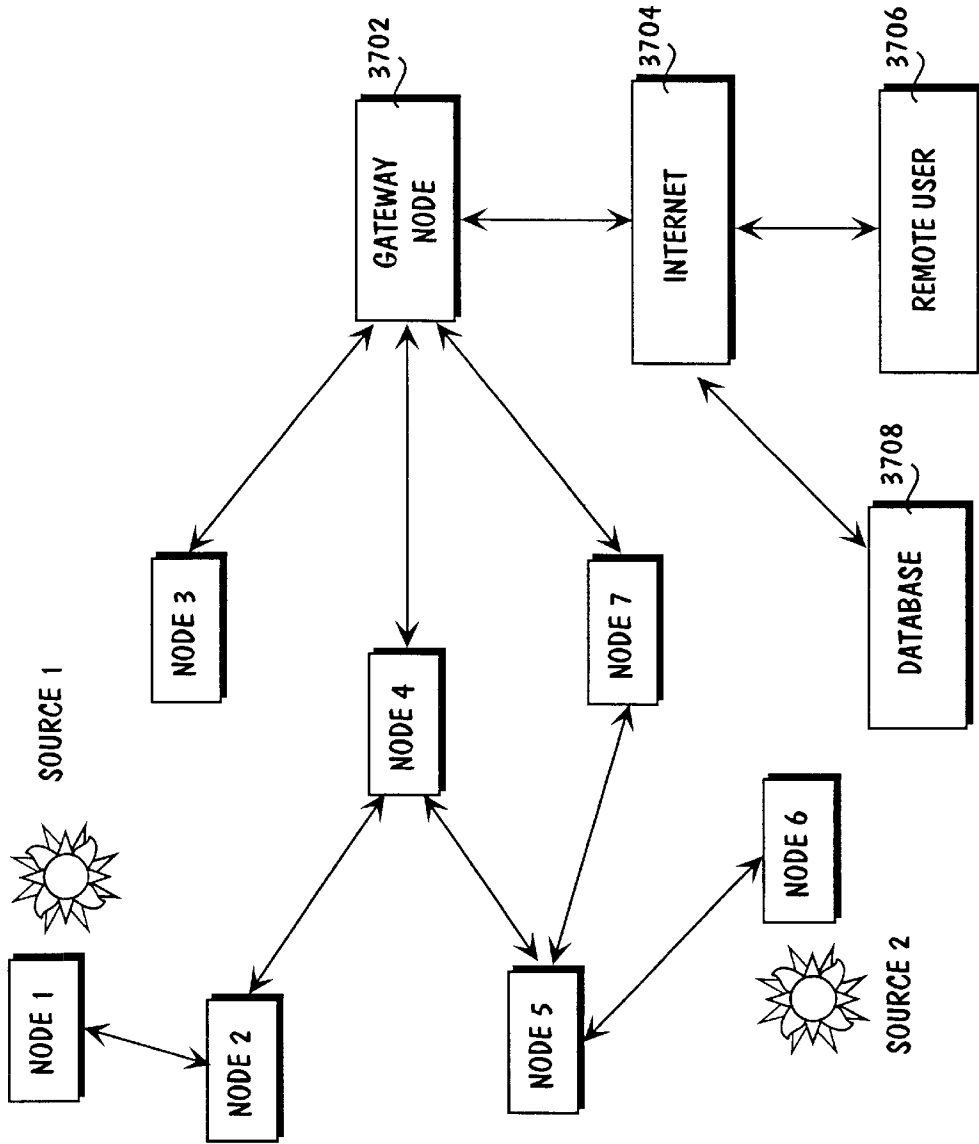 SOURCE 1
NODE 1
NODE 2
NODE 3
NODE 4
NODE 5
NODE 6
NODE 7
SOURCE 2
GATEWAY
NODE
3702
INTERNET
3704
REMOTE USER
3706
DATABASE
3708